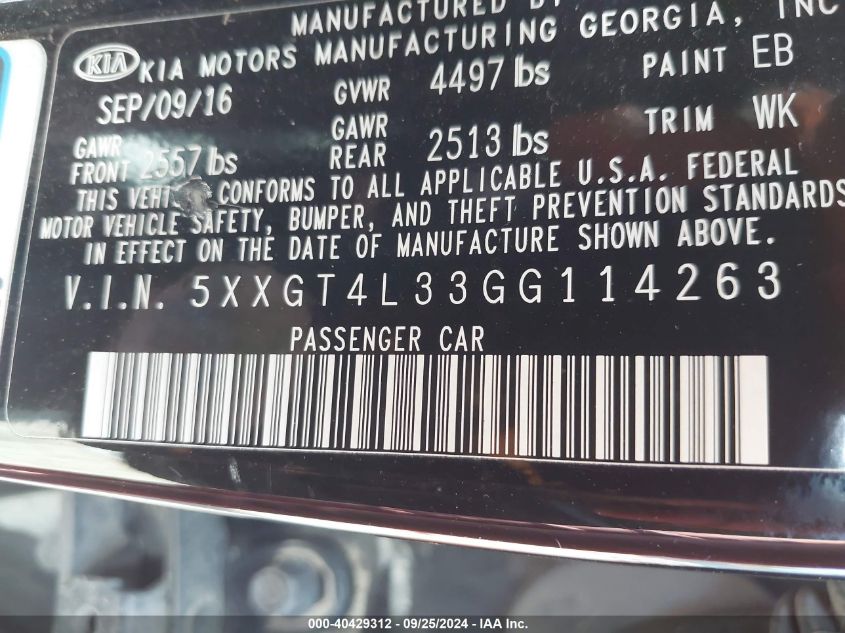 MANUFACTURED BY
KIA KIA MOTORS MANUFACTURING GEORGIA, INC
SEP/09/16 GVWR 4497 lbs PAINT EB
GAWR FRONT 2557 lbs GAWR REAR 2513 lbs TRIM WK
THIS VEHICLE CONFORMS TO ALL APPLICABLE U.S.A. FEDERAL
MOTOR VEHICLE SAFETY, BUMPER, AND THEFT PREVENTION STANDARDS
IN EFFECT ON THE DATE OF MANUFACTURE SHOWN ABOVE.
V.I.N. 5XXGT4L33GG114263
PASSENGER CAR
000-40429312 - 09/25/2024 - IAA Inc.